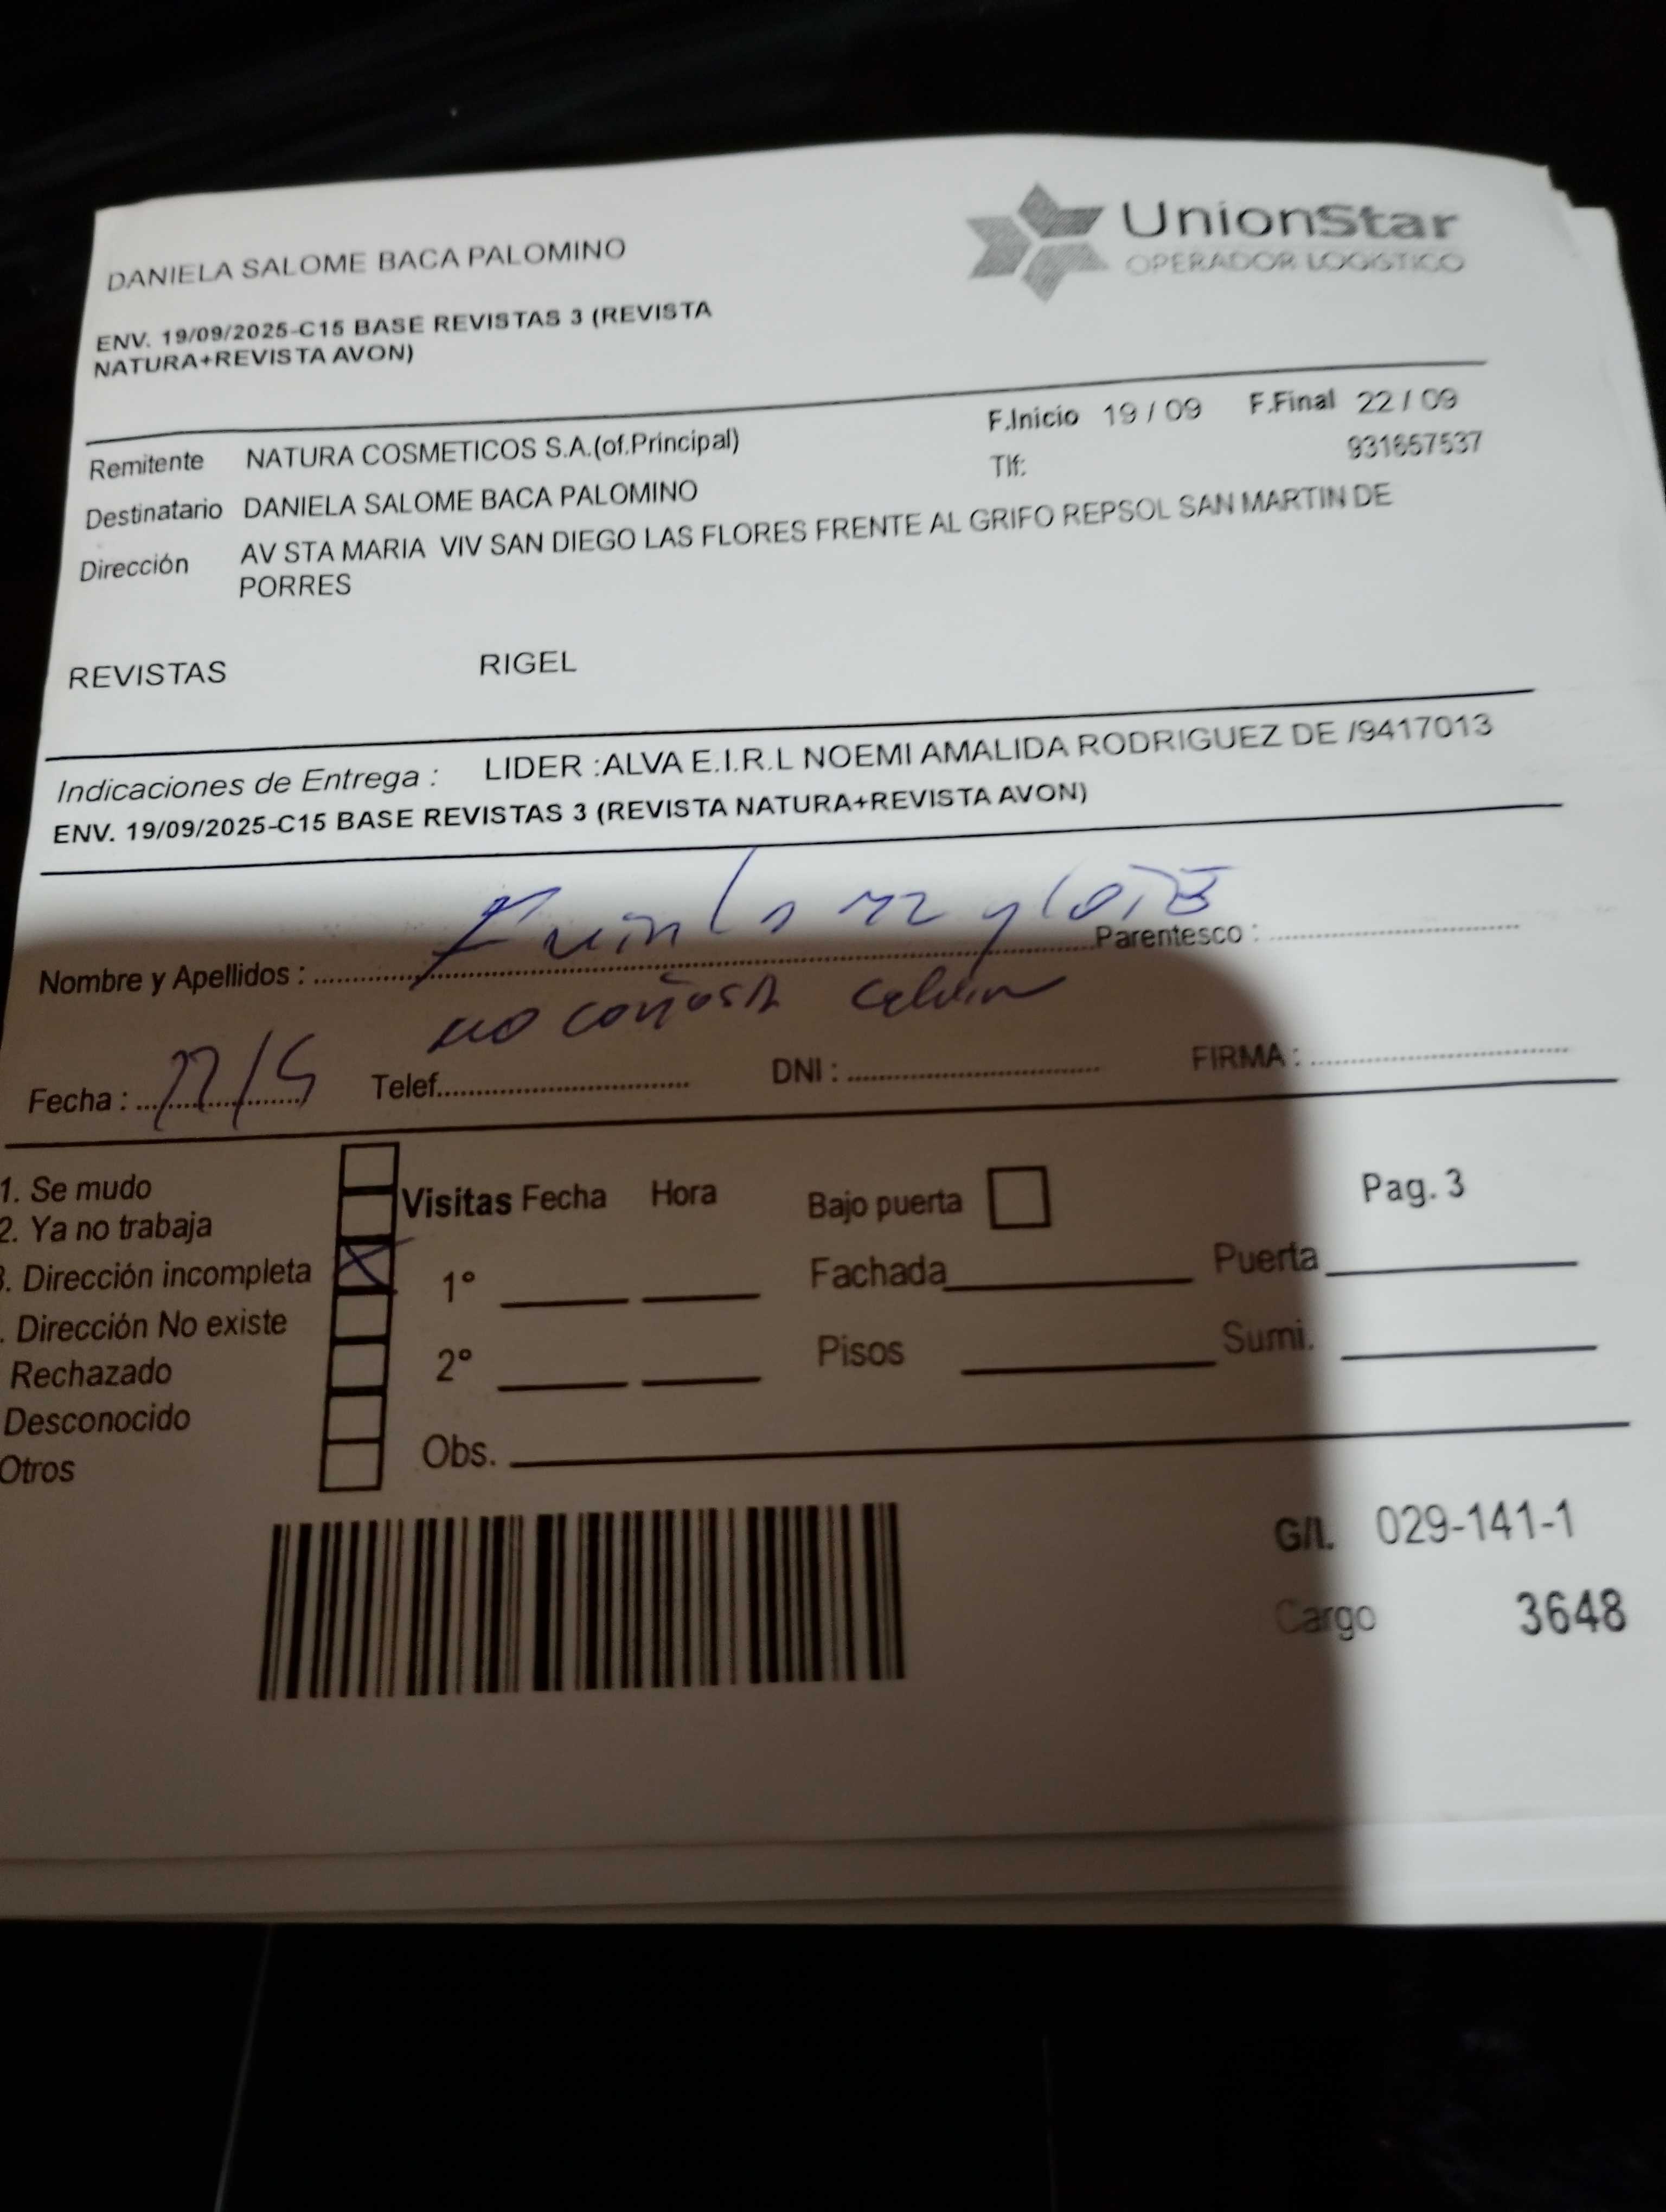 UnionStar
OPERADOR LOGISTICO
DANIELA SALOME BACA PALOMINO
ENV. 19/09/2025-C15 BASE REVISTAS 3 (REVISTA
NATURA+REVISTA AVON)
F.Inicio 19 / 09 F.Final 22 / 09
Remitente NATURA COSMETICOS S.A.(of.Principal)
Tlf: 931657537
Destinatario DANIELA SALOME BACA PALOMINO
Dirección AV STA MARIA VIV SAN DIEGO LAS FLORES FRENTE AL GRIFO REPSOL SAN MARTIN DE
PORRES
REVISTAS RIGEL
Indicaciones de Entrega : LIDER :ALVA E.I.R.L NOEMI AMALIDA RODRIGUEZ DE /9417013
ENV. 19/09/2025-C15 BASE REVISTAS 3 (REVISTA NATURA+REVISTA AVON)
Nombre y Apellidos : Parentesco :
no
Fecha : Telef. DNI : FIRMA :
1. Se mudo
2. Ya no trabaja
. Dirección incompleta
. Dirección No existe
Rechazado
Desconocido
Otros
Visitas Fecha Hora
1°
2°
Obs.
Bajo puerta
Fachada Puerta
Pisos Sumi.
Pag. 3
G/L 029-141-1
Cargo 3648